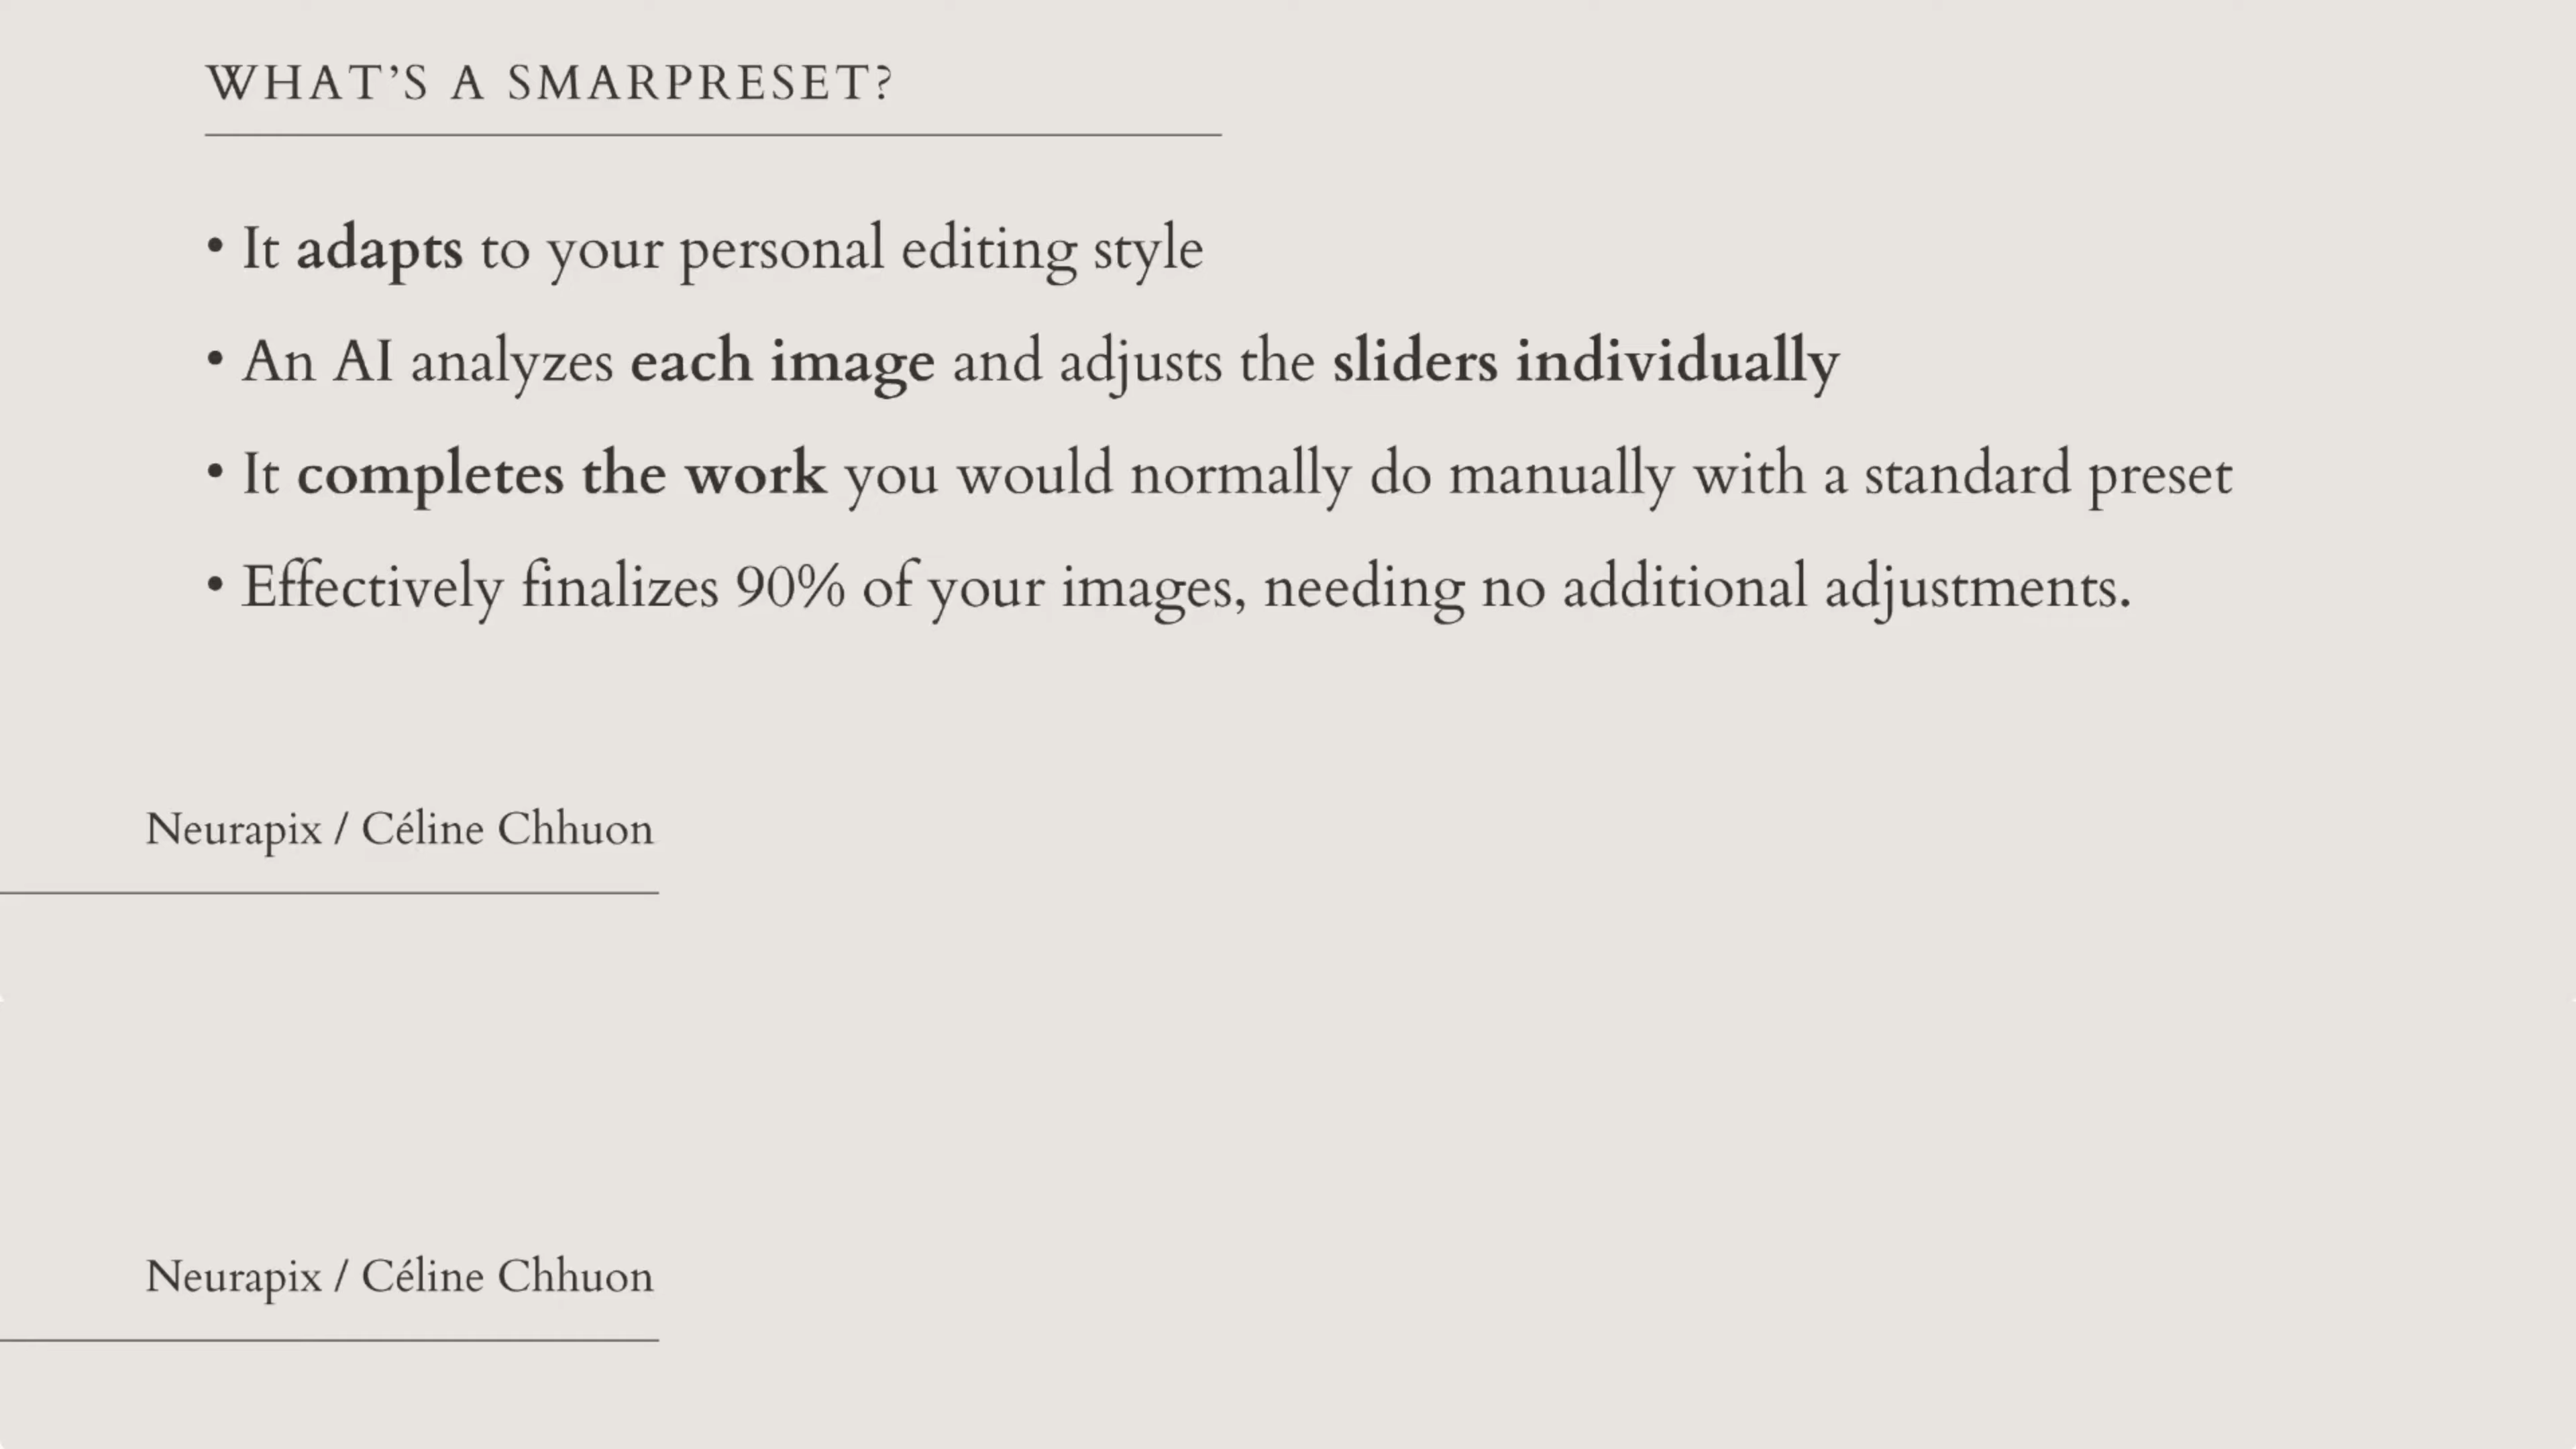 WHAT'S A SMARPRESET?
• It adapts to your personal editing style
• An AI analyzes each image and adjusts the sliders individually
• It completes the work you would normally do manually with a standard preset
• Effectively finalizes 90% of your images, needing no additional adjustments.
Neurapix / Céline Chhuon
Neurapix / Céline Chhuon